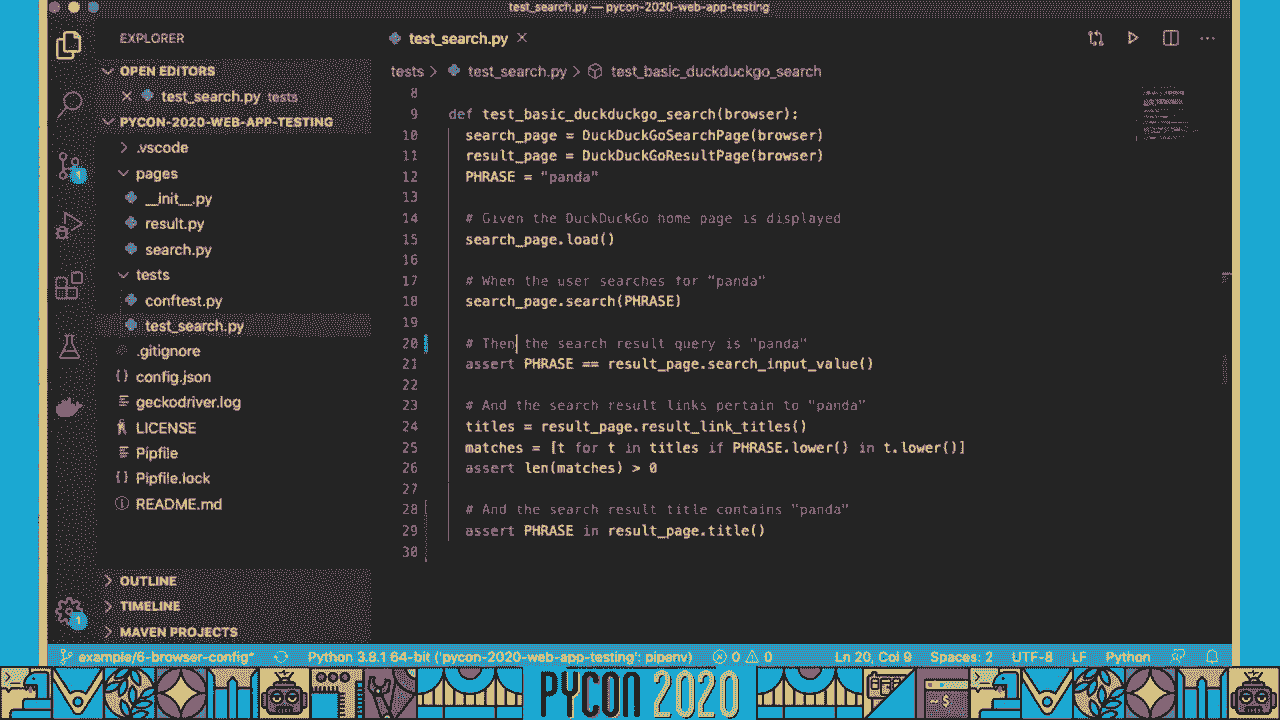 test_search.py — pycon-2020-web-app-testing
EXPLORER
OPEN EDITORS
test_search.py tests
PYCON-2020-WEB-APP-TESTING
.vscode
pages
__init__.py
result.py
search.py
tests
conftest.py
test_search.py
.gitignore
config.json
geckodriver.log
LICENSE
Pipfile
Pipfile.lock
README.md
OUTLINE
TIMELINE
MAVEN PROJECTS
1
1
test_search.py
tests > test_search.py > test_basic_duckduckgo_search
8
9 def test_basic_duckduckgo_search(browser):
10 search_page = DuckDuckGoSearchPage(browser)
11 result_page = DuckDuckGoResultPage(browser)
12 PHRASE = "panda"
13
14 # Given the DuckDuckGo home page is displayed
15 search_page.load()
16
17 # When the user searches for "panda"
18 search_page.search(PHRASE)
19
20 # Then the search result query is "panda"
21 assert PHRASE == result_page.search_input_value()
22
23 # And the search result links pertain to "panda"
24 titles = result_page.result_link_titles()
25 matches = [t for t in titles if PHRASE.lower() in t.lower()]
26 assert len(matches) > 0
27
28 # And the search result title contains "panda"
29 assert PHRASE in result_page.title()
30
example/6-browser-config* Python 3.8.1 64-bit ('pycon-2020-web-app-testing': pipenv) 0 0 Ln 20, Col 9 Spaces: 2 UTF-8 LF Python
PYCON 2020